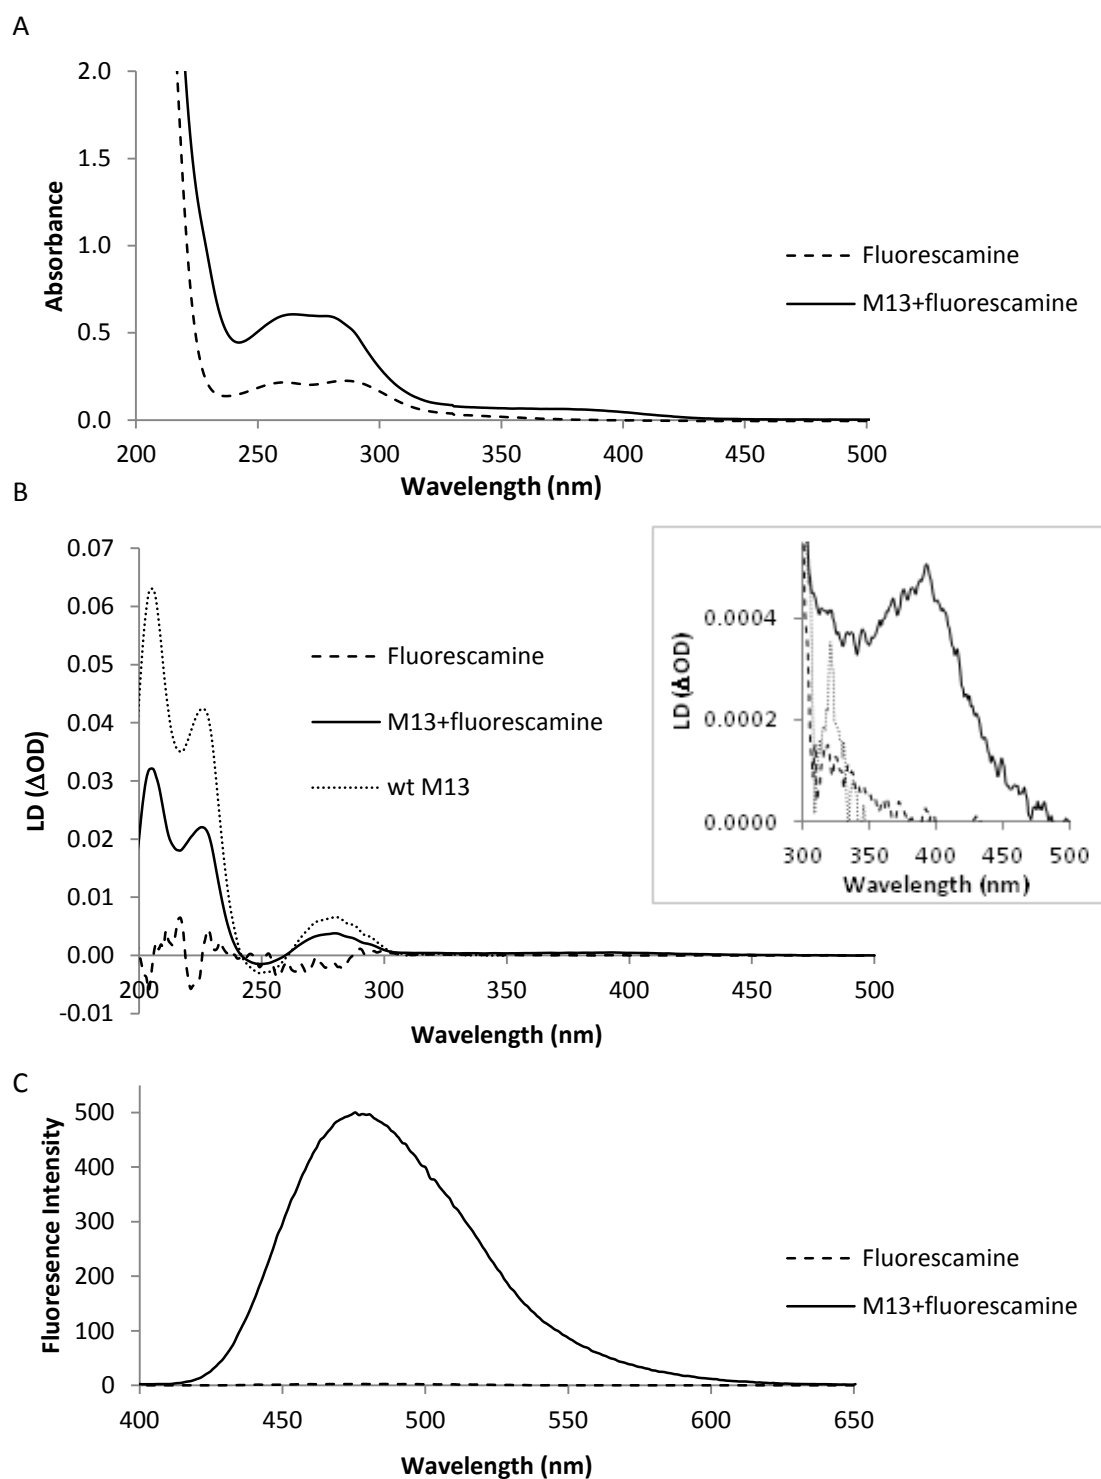 A
2.0
1.5
1.0
0.5
0.0
Absorbance
200 250 300 350 400 450 500
Wavelength (nm)
Fluorescamine
M13+fluorescamine
B
0.07
0.06
0.05
0.04
0.03
0.02
0.01
0.00
-0.01
LD (ΔOD)
200 250 300 350 400 450 500
Wavelength (nm)
Fluorescamine
M13+fluorescamine
wt M13
0.0004
0.0002
0.0000
LD (ΔOD)
300 350 400 450 500
Wavelength (nm)
C
500
400
300
200
100
0
Fluoresence Intensity
400 450 500 550 600 650
Wavelength (nm)
Fluorescamine
M13+fluorescamine